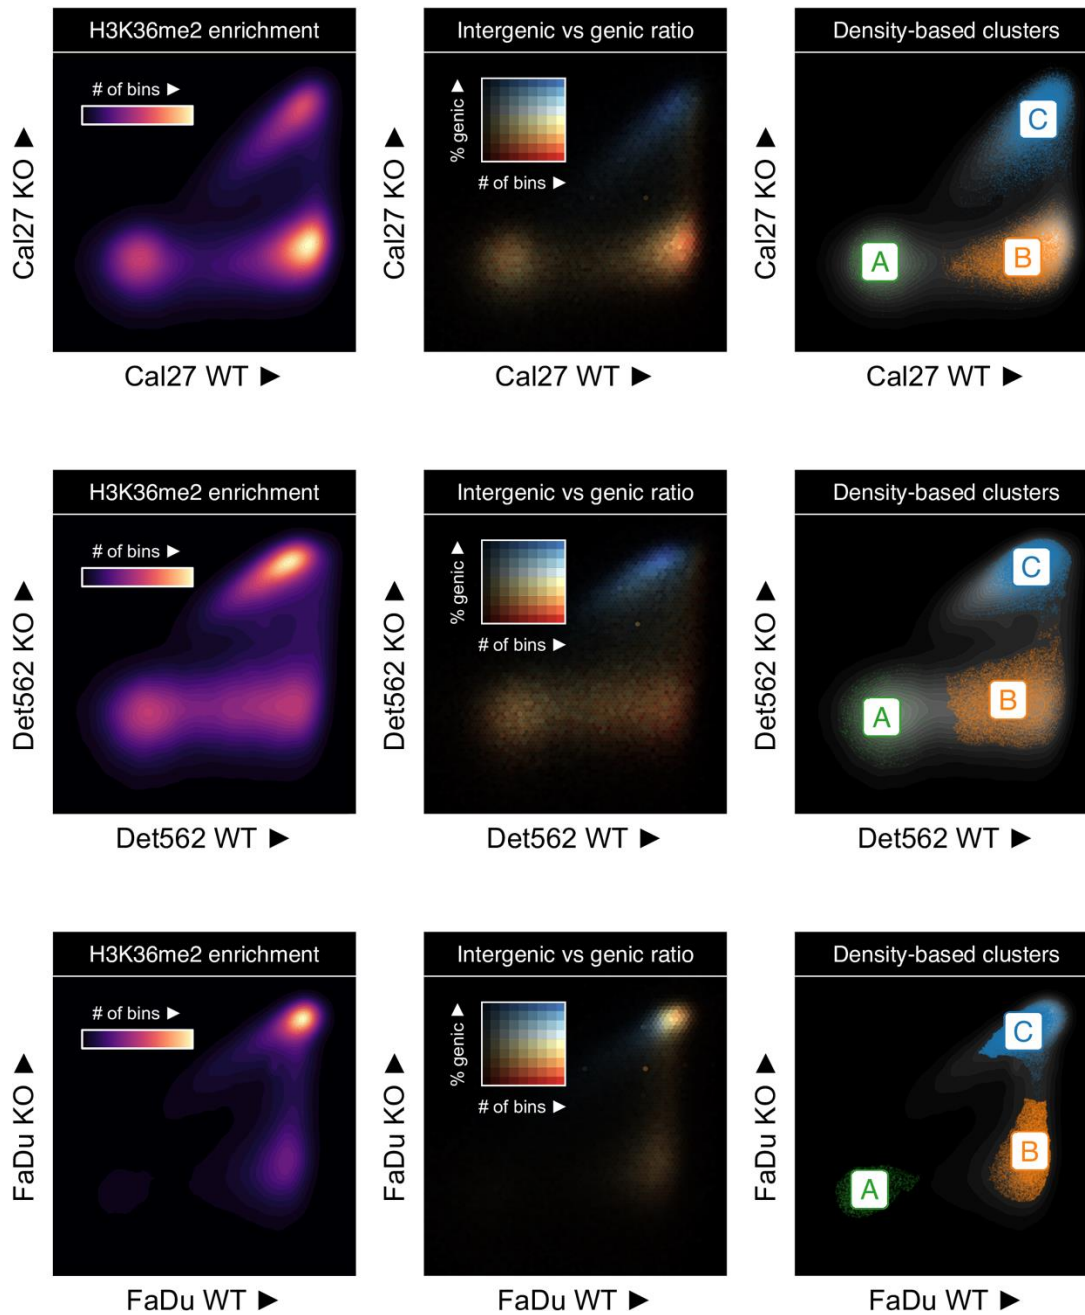 H3K36me2 enrichment
Intergenic vs genic ratio
Density-based clusters
# of bins ▶
% genic ▶
# of bins ▶
C
A
B
Cal27 KO ▶
Cal27 KO ▶
Cal27 KO ▶
Cal27 WT ▶
Cal27 WT ▶
Cal27 WT ▶
H3K36me2 enrichment
Intergenic vs genic ratio
Density-based clusters
# of bins ▶
% genic ▶
# of bins ▶
C
A
B
Det562 KO ▶
Det562 KO ▶
Det562 KO ▶
Det562 WT ▶
Det562 WT ▶
Det562 WT ▶
H3K36me2 enrichment
Intergenic vs genic ratio
Density-based clusters
# of bins ▶
% genic ▶
# of bins ▶
C
B
A
FaDu KO ▶
FaDu KO ▶
FaDu KO ▶
FaDu WT ▶
FaDu WT ▶
FaDu WT ▶